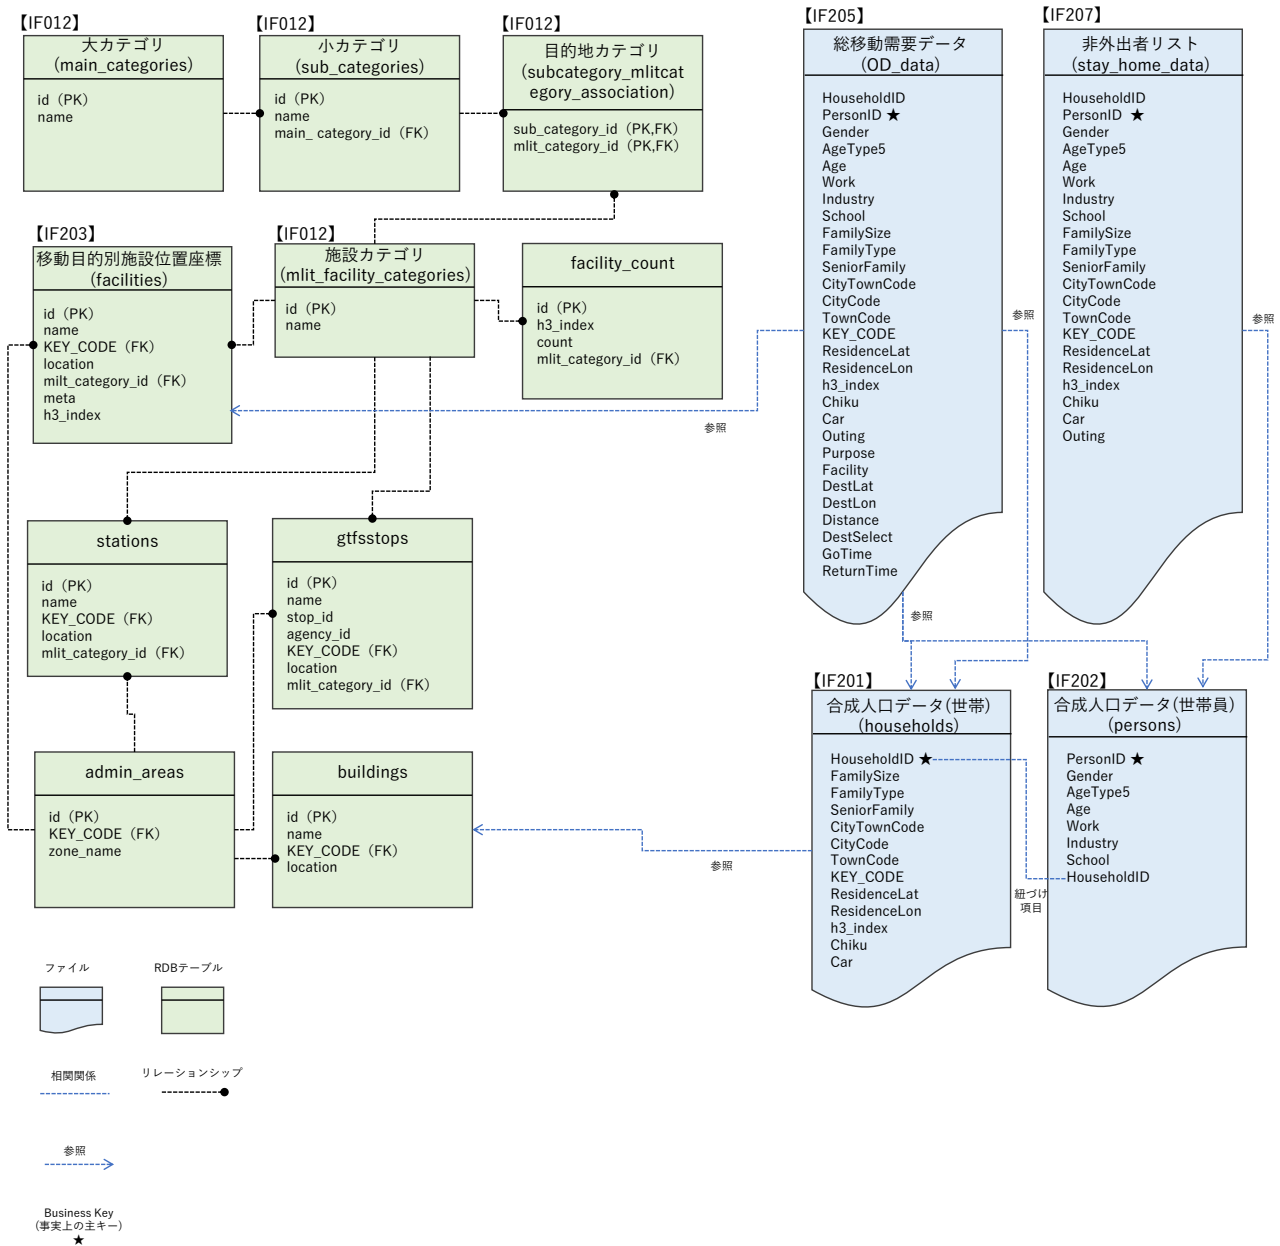 【IF012】
大カテゴリ
(main_categories)
id（PK）
name
【IF012】
小カテゴリ
(sub_categories)
id（PK）
name
main_ category_id（FK）
【IF012】
目的地カテゴリ
(subcategory_mlitcat
egory_association)
sub_category_id（PK,FK）
mlit_category_id（PK,FK）
【IF205】
総移動需要データ
(OD_data)
HouseholdID
PersonID ★
Gender
AgeType5
Age
Work
Industry
School
FamilySize
FamilyType
SeniorFamily
CityTownCode
CityCode
TownCode
KEY_CODE
ResidenceLat
ResidenceLon
h3_index
Chiku
Car
Outing
Purpose
Facility
DestLat
DestLon
Distance
DestSelect
GoTime
ReturnTime
【IF207】
非外出者リスト
(stay_home_data)
HouseholdID
PersonID ★
Gender
AgeType5
Age
Work
Industry
School
FamilySize
FamilyType
SeniorFamily
CityTownCode
CityCode
TownCode
KEY_CODE
ResidenceLat
ResidenceLon
h3_index
Chiku
Car
Outing
【IF203】
移動目的別施設位置座標
(facilities)
id（PK）
name
KEY_CODE（FK）
location
milt_category_id（FK）
meta
h3_index
【IF012】
施設カテゴリ
(mlit_facility_categories)
id（PK）
name
facility_count
id（PK）
h3_index
count
mlit_category_id（FK）
参照
参照
参照
参照
stations
id（PK）
name
KEY_CODE（FK）
location
mlit_category_id（FK）
gtfsstops
id（PK）
name
stop_id
agency_id
KEY_CODE（FK）
location
mlit_category_id（FK）
admin_areas
id（PK）
KEY_CODE（FK）
zone_name
buildings
id（PK）
name
KEY_CODE（FK）
location
参照
【IF201】
合成人口データ(世帯)
(households)
HouseholdID ★
FamilySize
FamilyType
SeniorFamily
CityTownCode
CityCode
TownCode
KEY_CODE
ResidenceLat
ResidenceLon
h3_index
Chiku
Car
紐づけ
項目
【IF202】
合成人口データ(世帯員)
(persons)
PersonID ★
Gender
AgeType5
Age
Work
Industry
School
HouseholdID
ファイル
RDBテーブル
相関関係
リレーションシップ
参照
Business Key
(事実上の主キー)
★